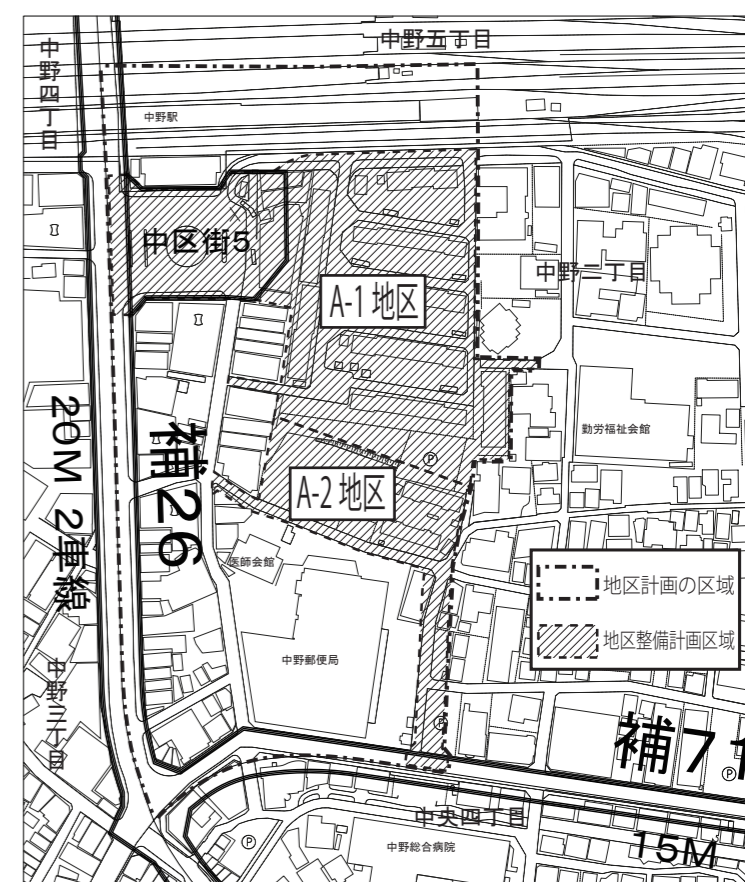 中野五丁目
中野四丁目
中野駅
中区街5
中野二丁目
A-1 地区
勤労福祉会館
20M 2車線
補26
P
A-2 地区
医師会館
地区計画の区域
地区整備計画区域
中野郵便局
中野三丁目
P
補71
P
中央四丁目
P
中野総合病院
15M